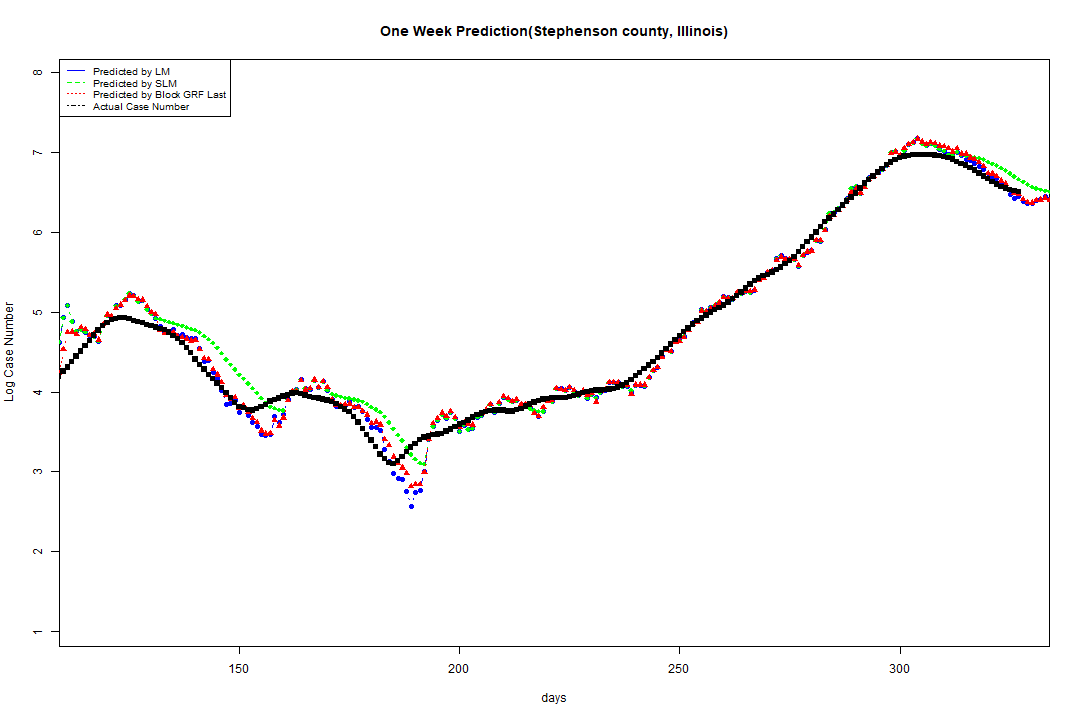 One Week Prediction(Stephenson county, Illinois)
Predicted by LM
Predicted by SLM
Predicted by Block GRF Last
Actual Case Number
8
7
6
5
4
3
2
1
Log Case Number
150 200 250 300
days